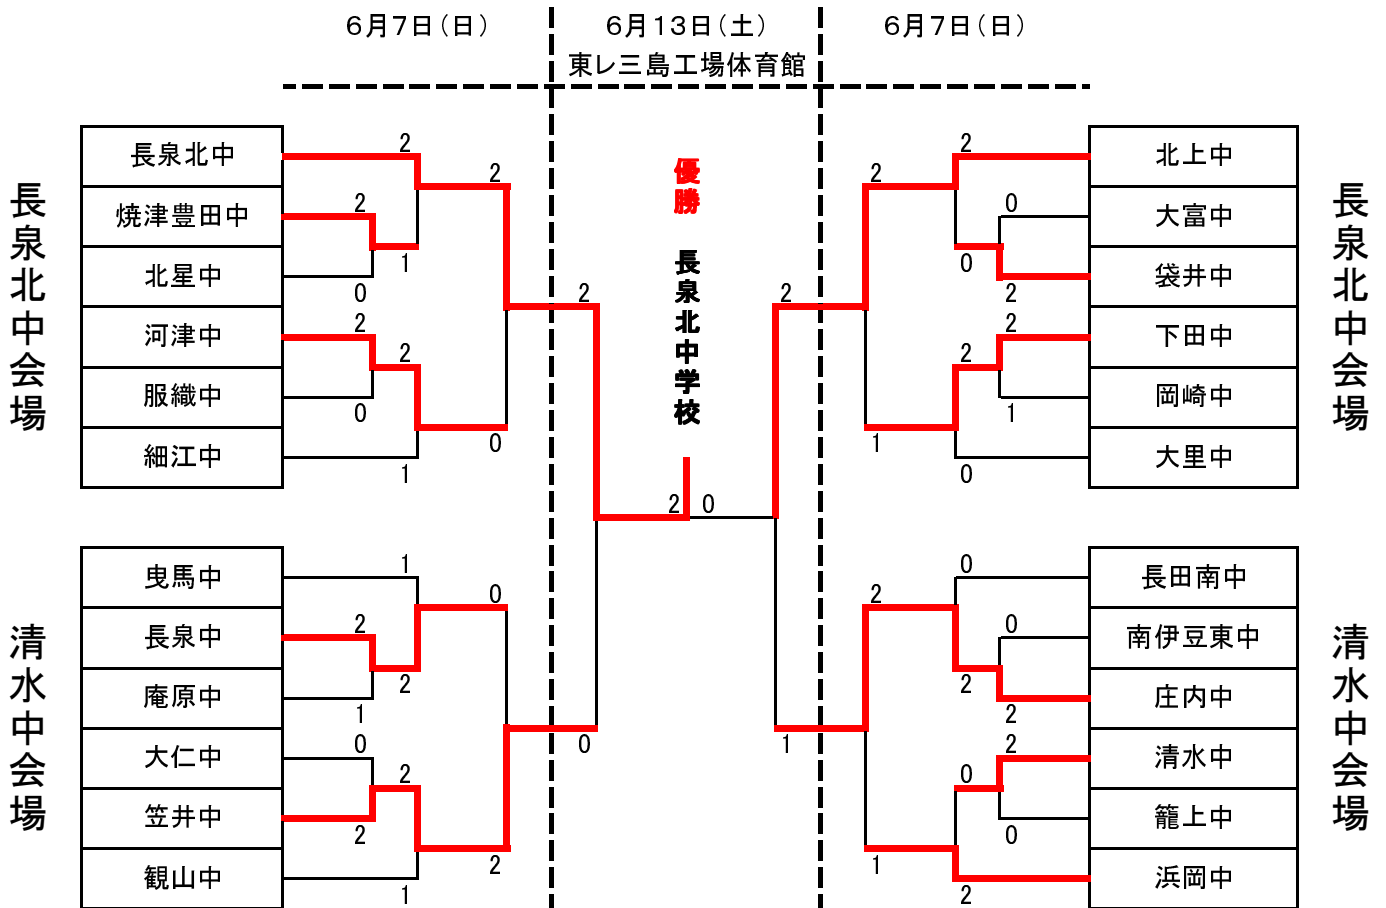 6月7日(日)
6月13日(土)
6月7日(日)
東レ三島工場体育館
長泉北中会場
長泉北中
2
焼津豊田中
2
1
北星中
0
河津中
2
2
服織中
0
細江中
1
2
0
2
清水中会場
曳馬中
1
長泉中
2
2
庵原中
1
大仁中
0
2
笠井中
2
観山中
1
0
2
0
優勝
長泉北中学校
2
0
長泉北中会場
北上中
2
大富中
0
0
袋井中
2
下田中
2
2
岡崎中
1
大里中
0
2
1
2
清水中会場
長田南中
0
南伊豆東中
0
2
庄内中
2
清水中
2
0
籠上中
0
浜岡中
2
2
1
1